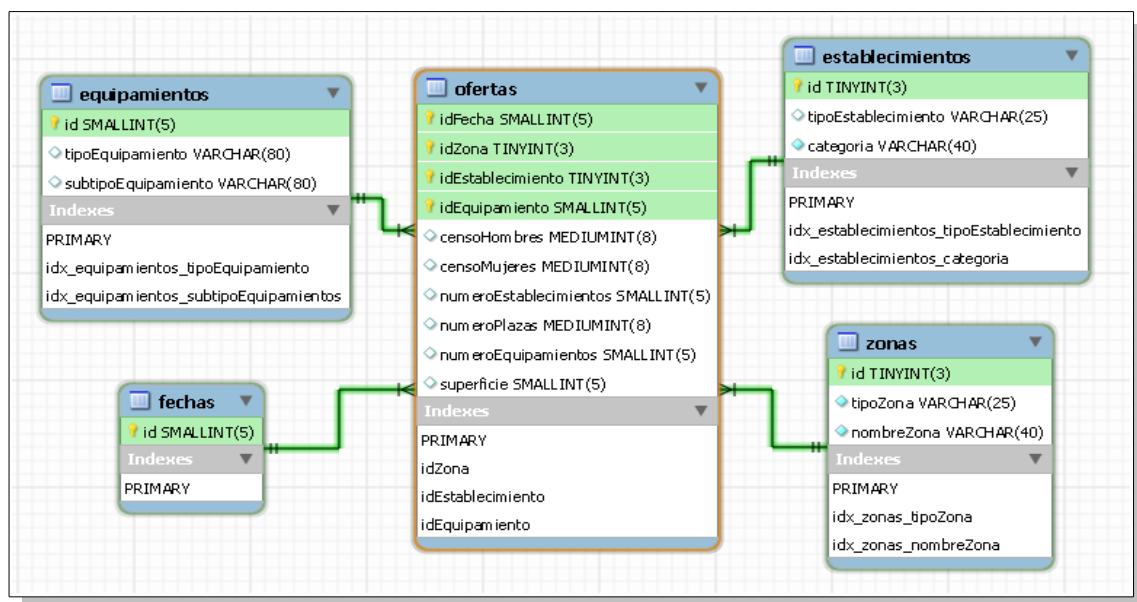 equipamientos
id SMALLINT(5)
tipoEquipamiento VARCHAR(80)
subtipoEquipamiento VARCHAR(80)
Indexes
PRIMARY
idx_equipamientos_tipoEquipamiento
idx_equipamientos_subtipoEquipamientos
fechas
id SMALLINT(5)
Indexes
PRIMARY
ofertas
idFecha SMALLINT(5)
idZona TINYINT(3)
idEstablecimiento TINYINT(3)
idEquipamiento SMALLINT(5)
censoHombres MEDIUMINT(8)
censoMujeres MEDIUMINT(8)
numeroEstablecimientos SMALLINT(5)
numeroPlazas MEDIUMINT(8)
numeroEquipamientos SMALLINT(5)
superficie SMALLINT(5)
Indexes
PRIMARY
idZona
idEstablecimiento
idEquipamiento
establecimientos
id TINYINT(3)
tipoEstablecimiento VARCHAR(25)
categoria VARCHAR(40)
Indexes
PRIMARY
idx_establecimientos_tipoEstablecimiento
idx_establecimientos_categoria
zonas
id TINYINT(3)
tipoZona VARCHAR(25)
nombreZona VARCHAR(40)
Indexes
PRIMARY
idx_zonas_tipoZona
idx_zonas_nombreZona